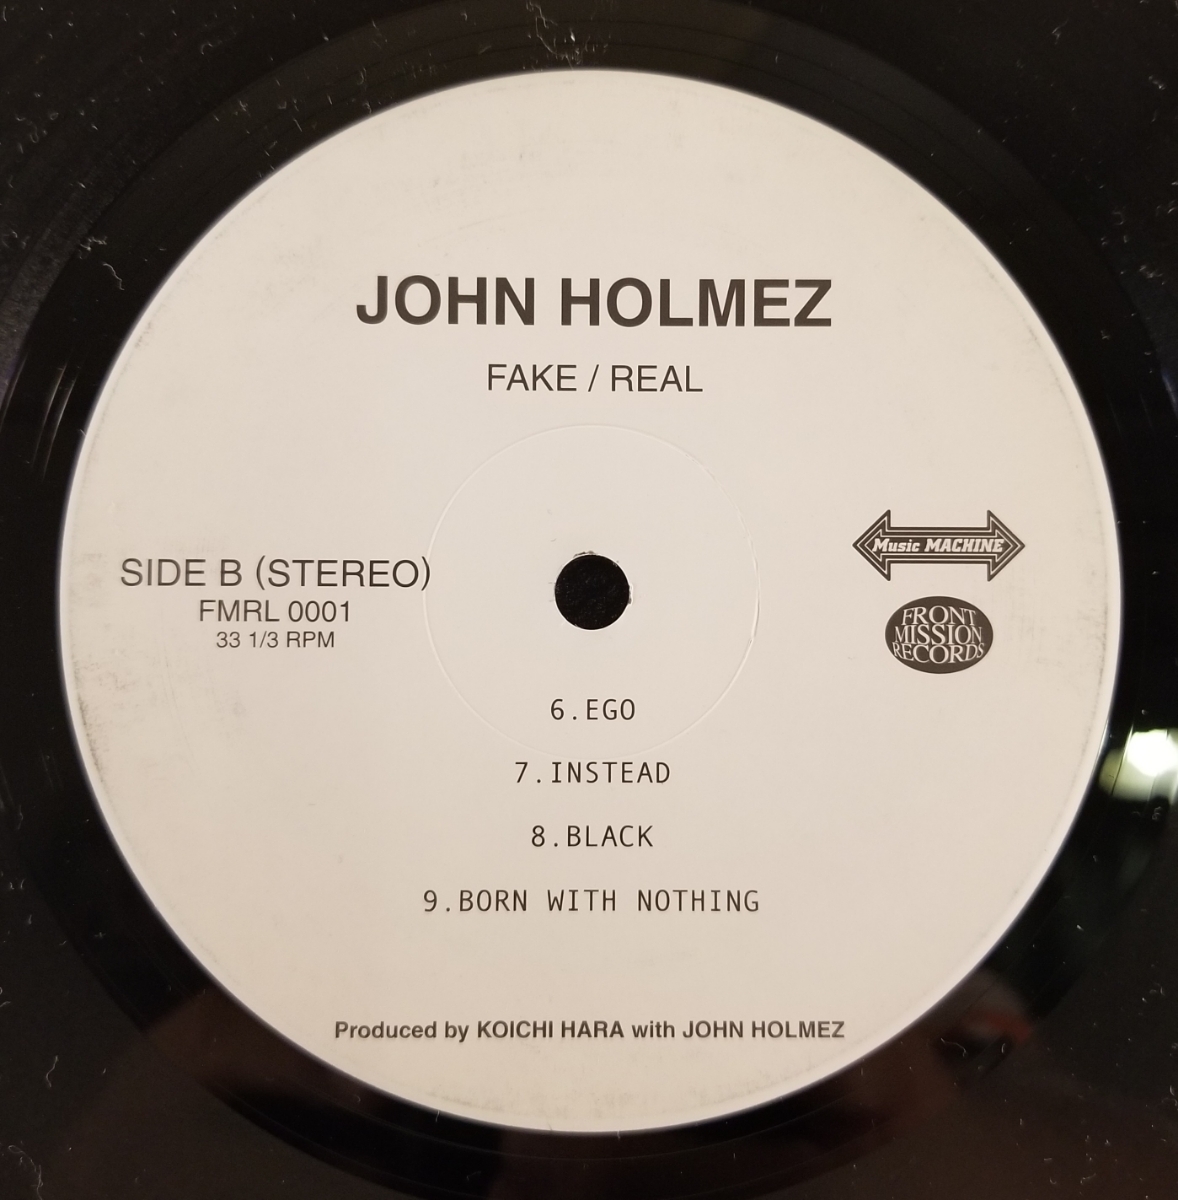 JOHN HOLMEZ
FAKE / REAL
SIDE B (STEREO)
FMRL 0001
33 1/3 RPM
Music MACHINE
FRONT
MISSION
RECORDS
6.EGO
7.INSTEAD
8.BLACK
9.BORN WITH NOTHING
Produced by KOICHI HARA with JOHN HOLMEZ